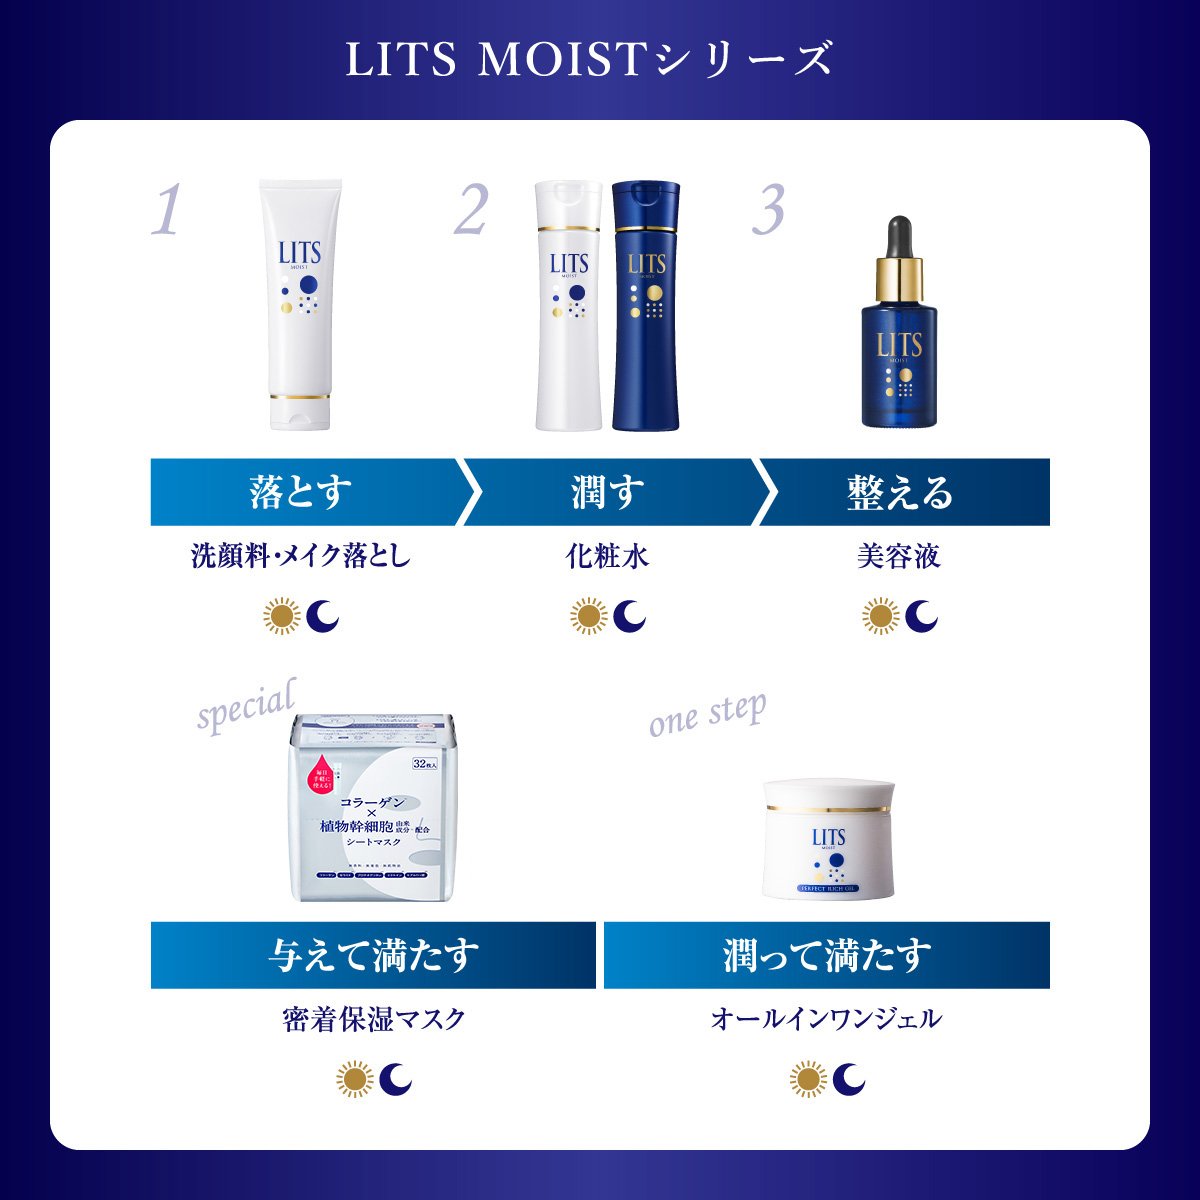 LITS MOISTシリーズ
1
2
3
LITS
MOIST
LITS
MOIST
LITS
MOIST
LITS
MOIST
落とす
潤す
整える
洗顔料・メイク落とし
化粧水
美容液
special
one step
32枚入
毎日
手軽に
使える!
コラーゲン
×
植物幹細胞 由来成分 配合
シートマスク
LITS
MOIST
PERFECT RICH GEL
与えて満たす
潤って満たす
密着保湿マスク
オールインワンジェル